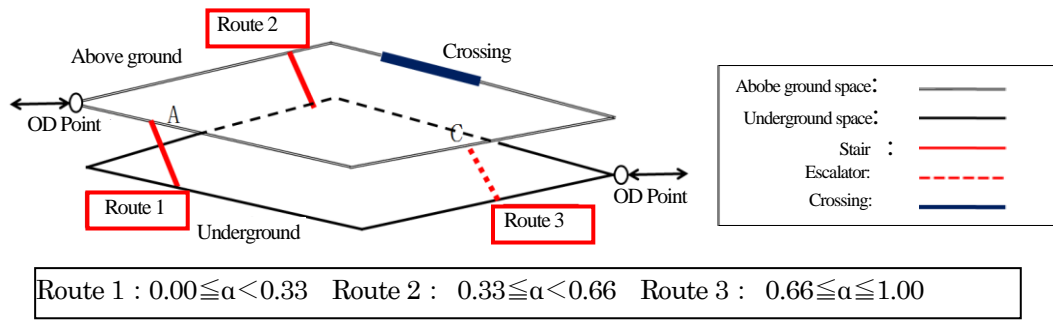 Route 2
Above ground
Crossing
OD Point
A
C
Route 1
Underground
Route 3
OD Point
Abobe ground space:
Underground space:
Stair :
Escalator:
Crossing:
Route 1 : 0.00≦α<0.33 Route 2 : 0.33≦α<0.66 Route 3 : 0.66≦α≦1.00